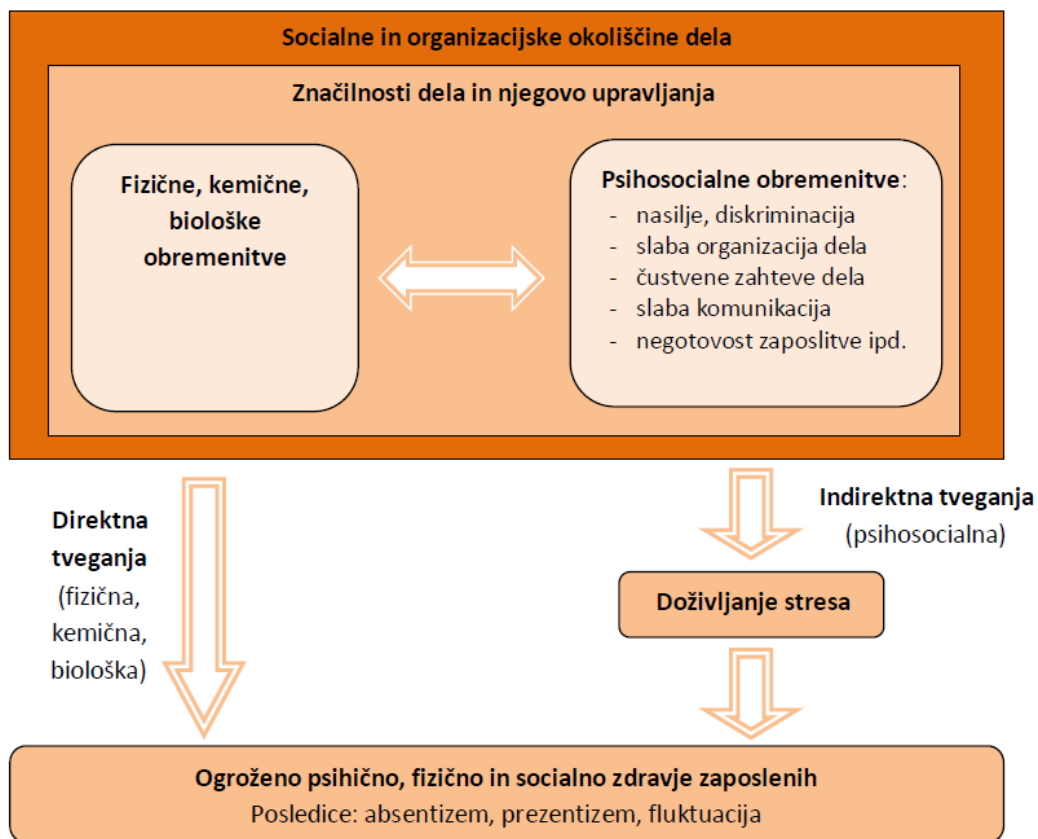 Socialne in organizacijske okoliščine dela
Značilnosti dela in njegovo upravljanja
Fizične, kemične,
biološke
obremenitve
Psihosocialne obremenitve:
- nasilje, diskriminacija
- slaba organizacija dela
- čustvene zahteve dela
- slaba komunikacija
- negotovost zaposlitve ipd.
Direktna
tveganja
(fizična,
kemična,
biološka)
Indirektna tveganja
(psihosocialna)
Doživljanje stresa
Ogroženo psihično, fizično in socialno zdravje zaposlenih
Posledice: absentizem, prezentizem, fluktuacija